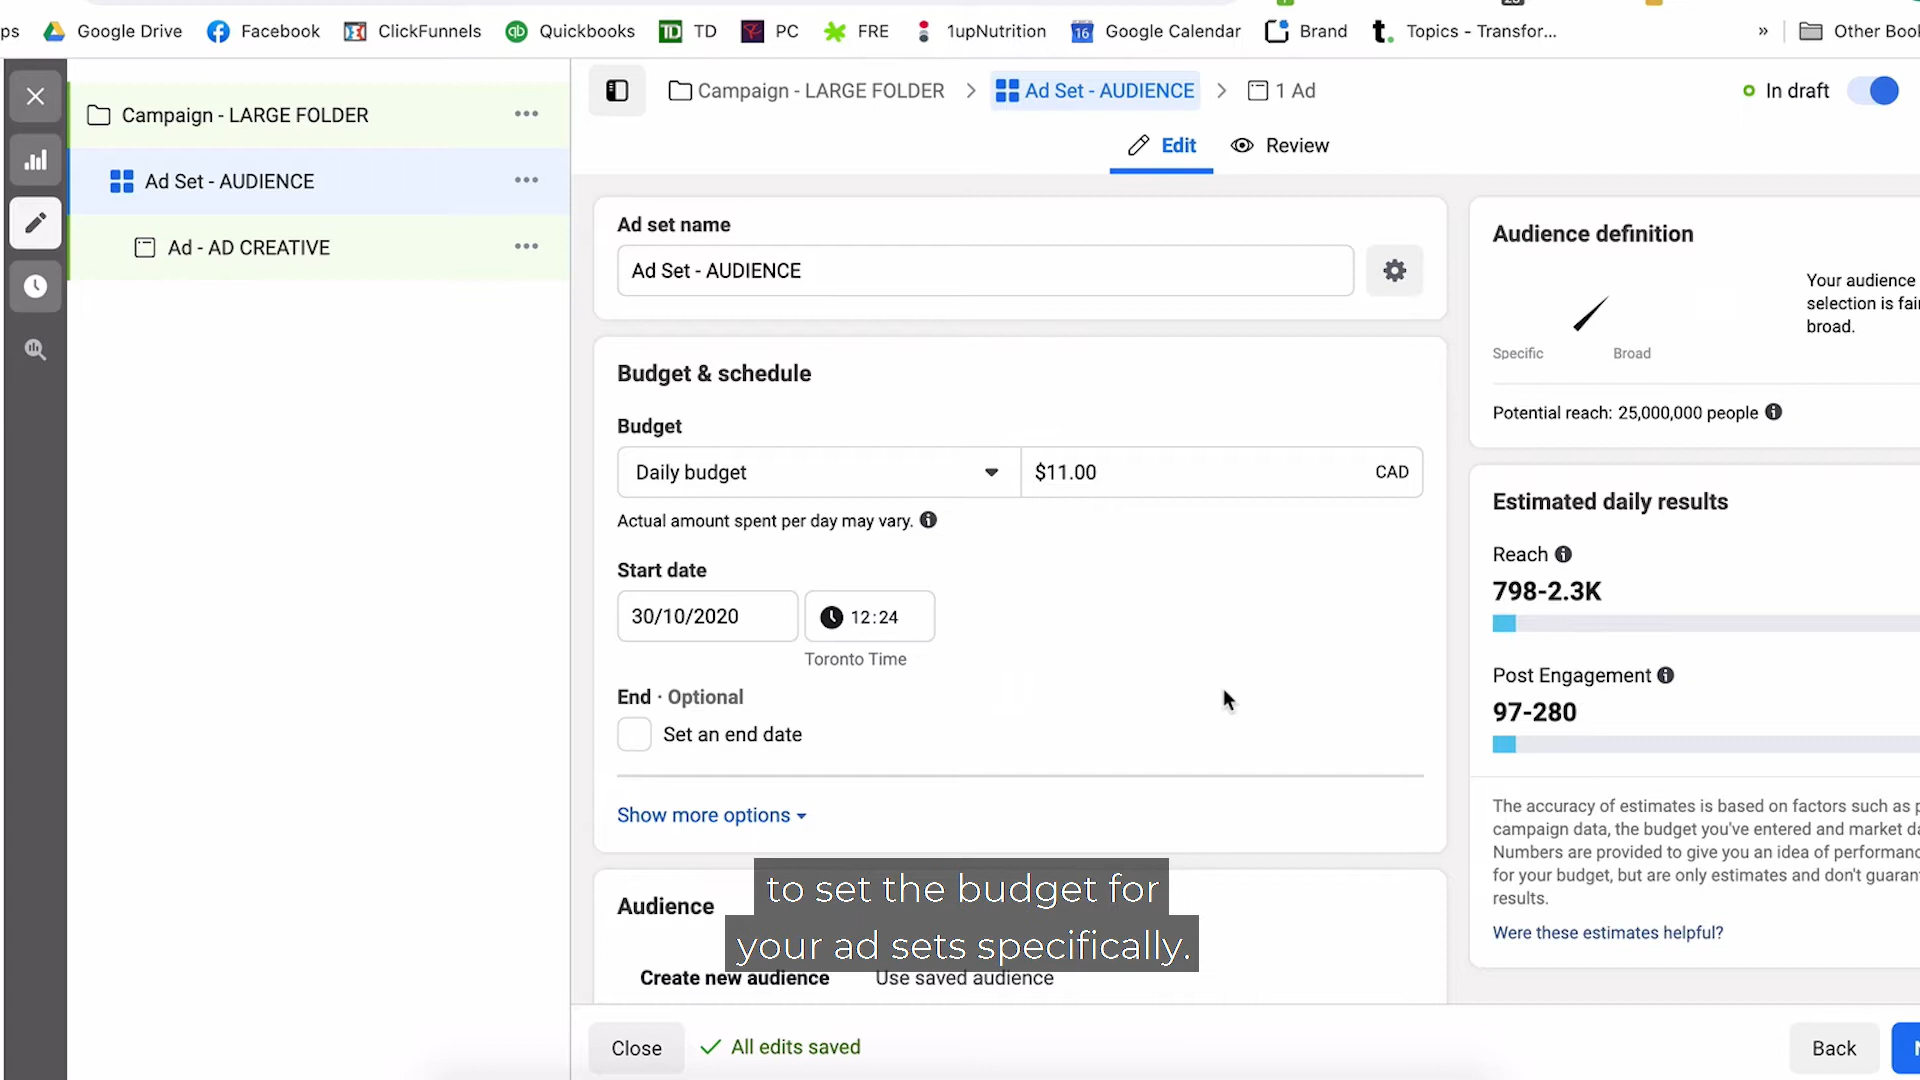 ps Google Drive Facebook ClickFunnels Quickbooks TD PC FRE 1upNutrition Google Calendar Brand Topics - Transfor... » Other Book
Campaign - LARGE FOLDER
Ad Set - AUDIENCE
Ad - AD CREATIVE
Campaign - LARGE FOLDER > Ad Set - AUDIENCE > 1 Ad
In draft
Edit Review
Ad set name
Ad Set - AUDIENCE
Budget & schedule
Budget
Daily budget $11.00 CAD
Actual amount spent per day may vary.
Start date
30/10/2020 12:24
Toronto Time
End · Optional
Set an end date
Show more options
Audience
Create new audience Use saved audience
Audience definition
Your audience
selection is fair
broad.
Specific Broad
Potential reach: 25,000,000 people
Estimated daily results
Reach
798-2.3K
Post Engagement
97-280
The accuracy of estimates is based on factors such as p
campaign data, the budget you've entered and market da
Numbers are provided to give you an idea of performanc
for your budget, but are only estimates and don't guaran
results.
Were these estimates helpful?
to set the budget for
your ad sets specifically.
Close All edits saved Back